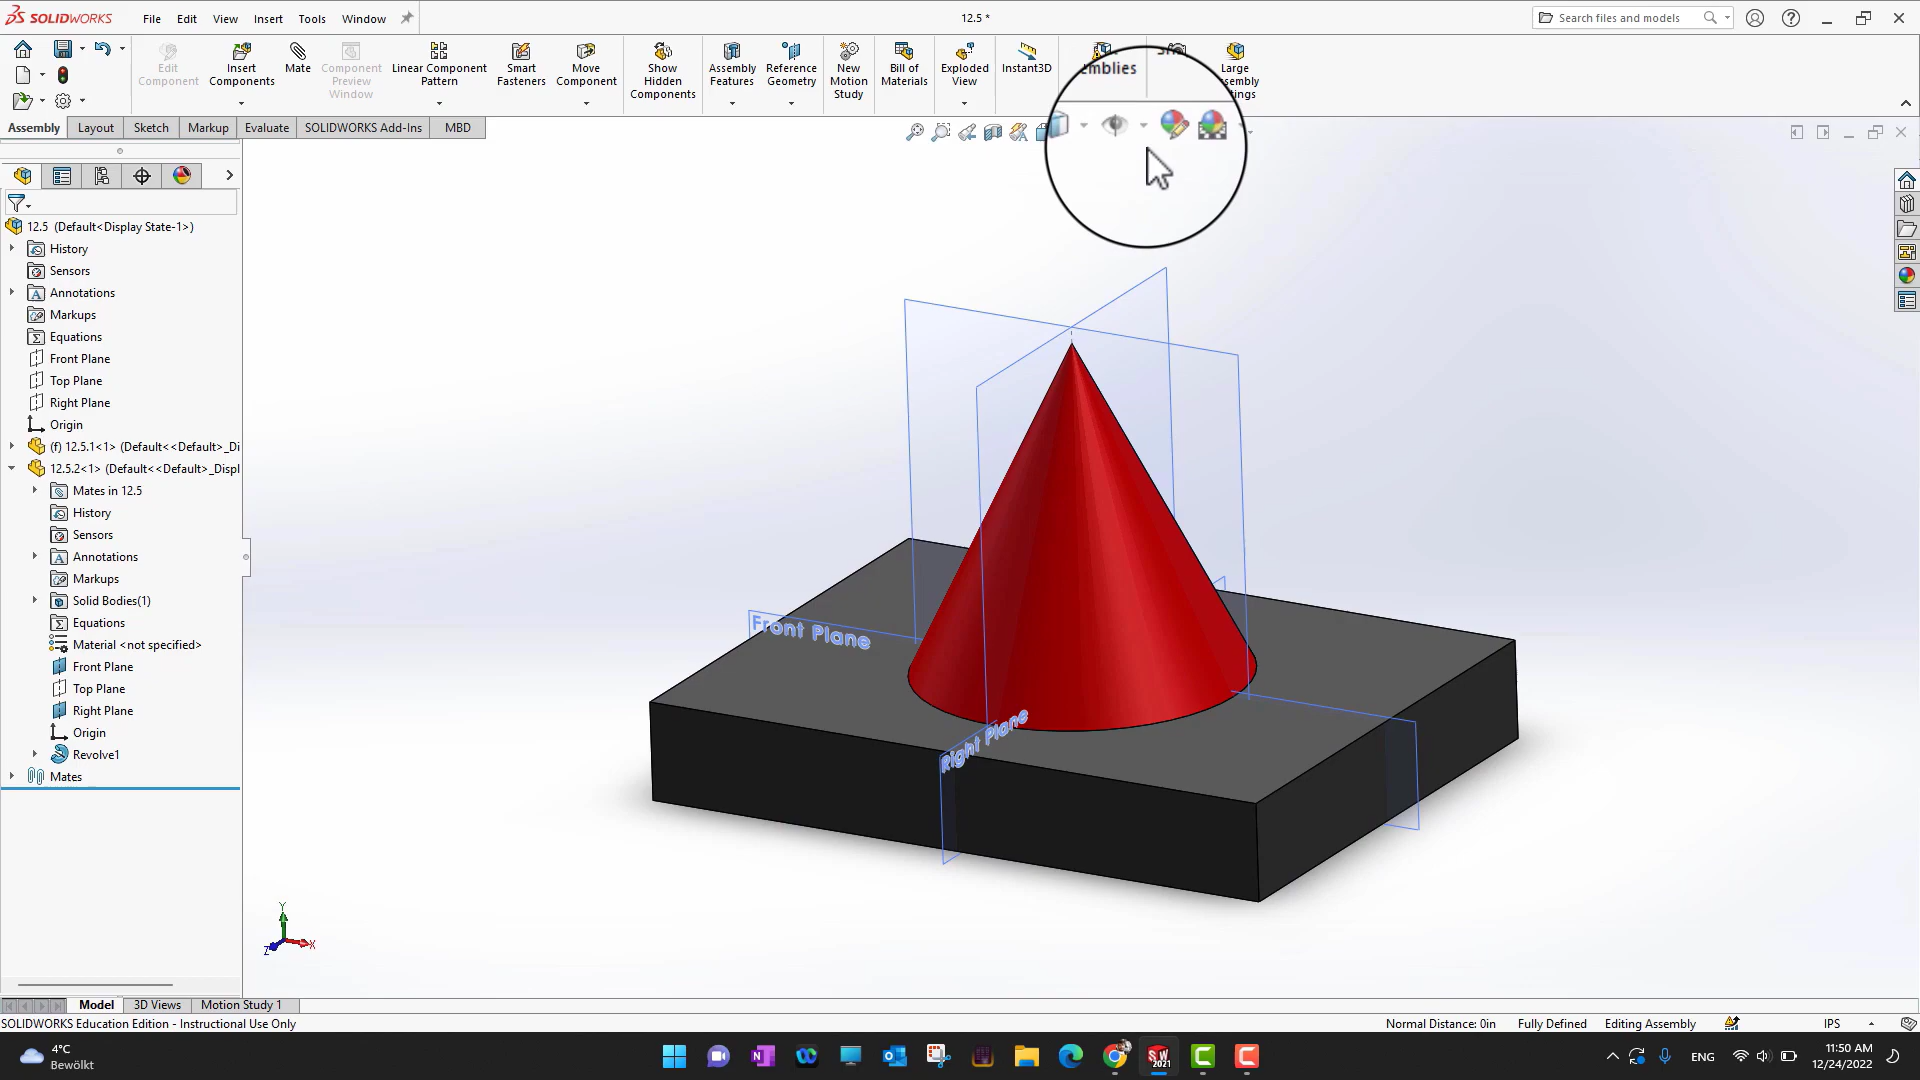 SOLIDWORKS File Edit View Insert Tools Window 12.5 * Search files and models
Edit Component
Insert Components
Mate
Component Preview Window
Linear Component Pattern
Smart Fasteners
Move Component
Show Hidden Components
Assembly Features
Reference Geometry
New Motion Study
Bill of Materials
Exploded View
Instant3D
emblies
Large
ssembly
tings
Assembly Layout Sketch Markup Evaluate SOLIDWORKS Add-Ins MBD
12.5 (Default<Display State-1>)
History
Sensors
Annotations
Markups
Equations
Front Plane
Top Plane
Right Plane
Origin
(f) 12.5.1<1> (Default<<Default>_Di
12.5.2<1> (Default<<Default>_Displ
Mates in 12.5
History
Sensors
Annotations
Markups
Solid Bodies(1)
Equations
Material <not specified>
Front Plane
Top Plane
Right Plane
Origin
Revolve1
Mates
Front Plane
Right Plane
Y
Z
X
Model 3D Views Motion Study 1
SOLIDWORKS Education Edition - Instructional Use Only Normal Distance: 0in Fully Defined Editing Assembly IPS
4°C
Bewölkt
SW
2021
ENG
11:50 AM
12/24/2022